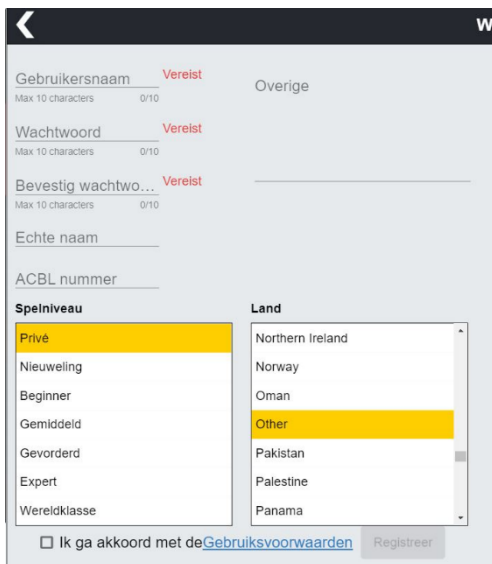 W
Gebruikersnaam Vereist
Max 10 characters 0/10
Overige
Wachtwoord Vereist
Max 10 characters 0/10
Bevestig wachtwo... Vereist
Max 10 characters 0/10
Echte naam
ACBL nummer
Spelniveau
Privé
Nieuweling
Beginner
Gemiddeld
Gevorderd
Expert
Wereldklasse
Land
Northern Ireland
Norway
Oman
Other
Pakistan
Palestine
Panama
Ik ga akkoord met deGebruiksvoorwaarden Registreer